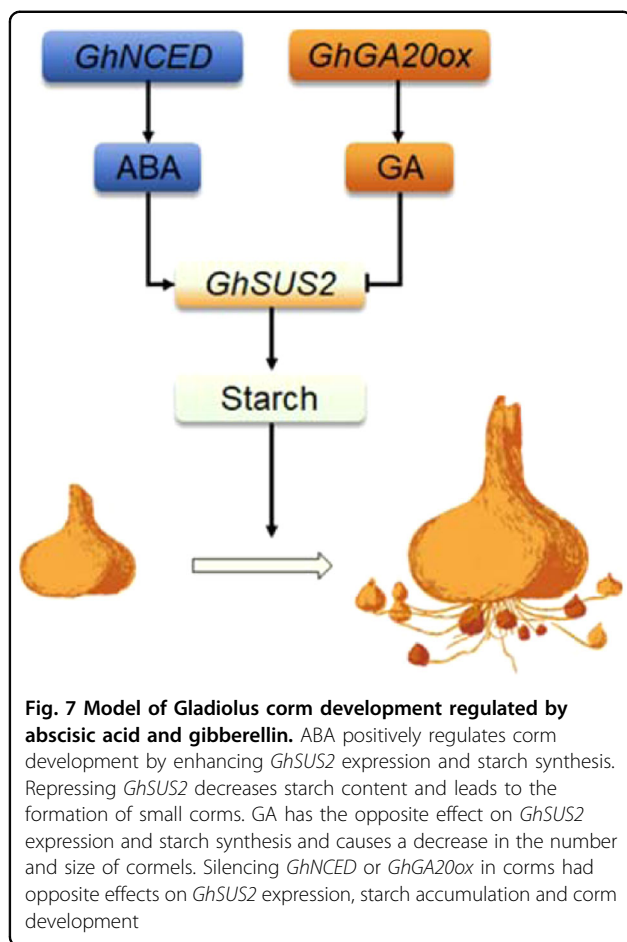 GhNCED GhGA20ox
ABA GA
GhSUS2
Starch
Fig. 7 Model of Gladiolus corm development regulated by
abscisic acid and gibberellin. ABA positively regulates corm
development by enhancing GhSUS2 expression and starch synthesis.
Repressing GhSUS2 decreases starch content and leads to the
formation of small corms. GA has the opposite effect on GhSUS2
expression and starch synthesis and causes a decrease in the number
and size of cormels. Silencing GhNCED or GhGA20ox in corms had
opposite effects on GhSUS2 expression, starch accumulation and corm
development